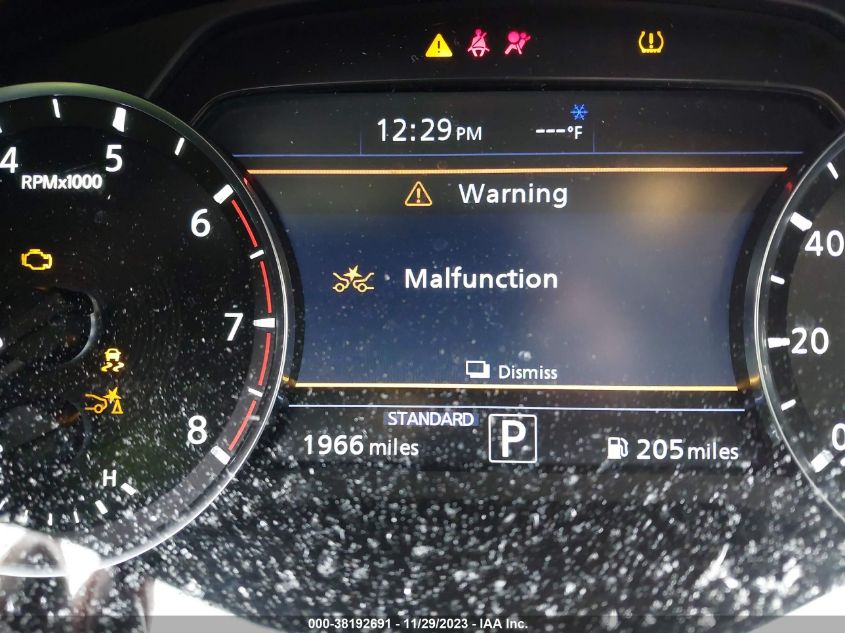 12:29 PM ---°F
4 5 6 7 8
RPMx1000
Warning
Malfunction
Dismiss
STANDARD
1966 miles P 205 miles
H
40
20
0
000-38192691 - 11/29/2023 - IAA Inc.